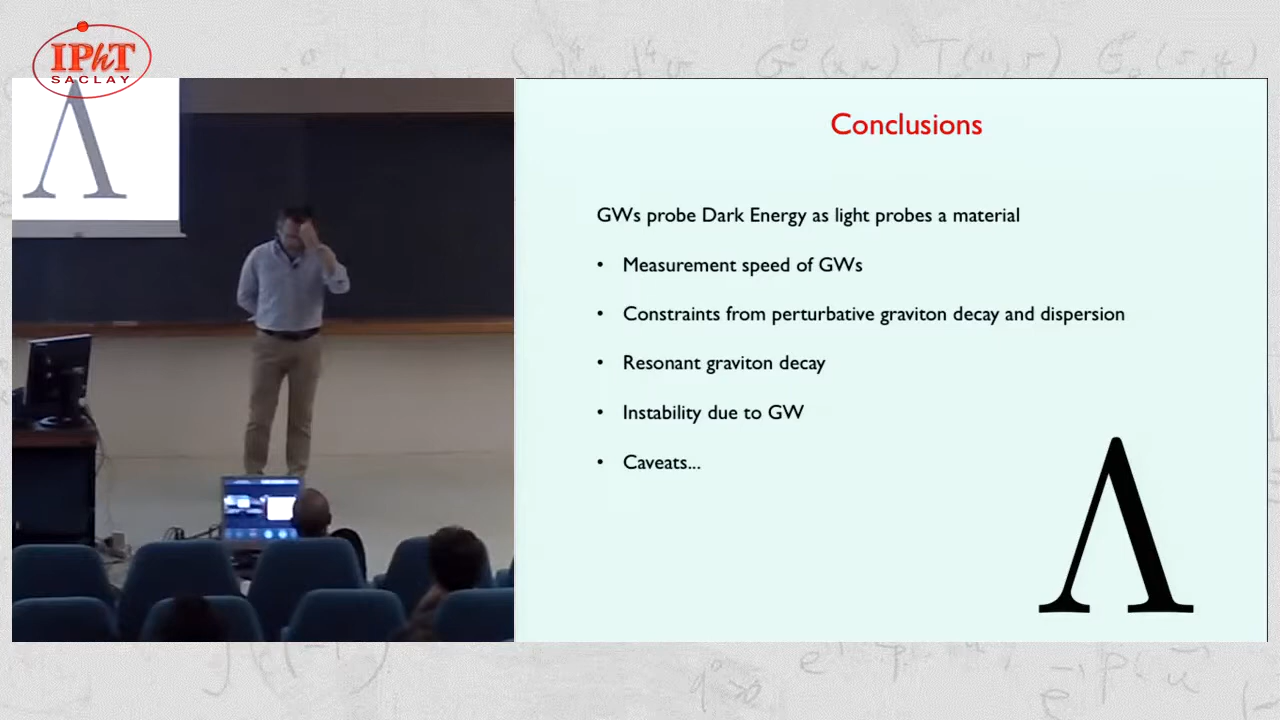 IPhT
SACLAY
Λ
Conclusions
GWs probe Dark Energy as light probes a material
• Measurement speed of GWs
• Constraints from perturbative graviton decay and dispersion
• Resonant graviton decay
• Instability due to GW
• Caveats...
Λ